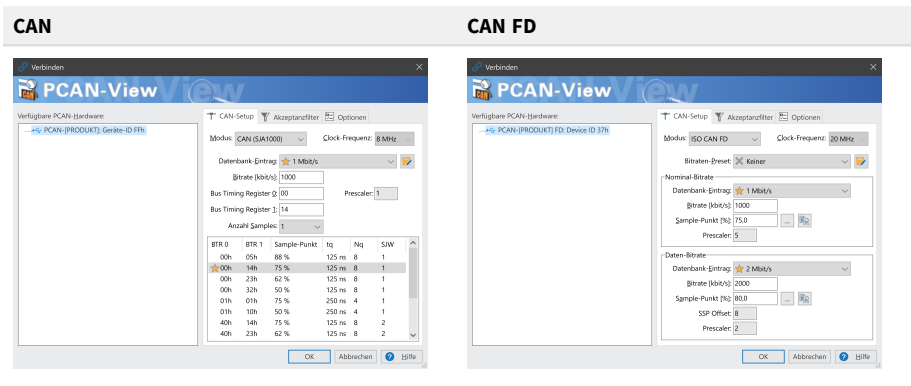 CAN
CAN FD
Verbinden
PCAN-View
Verfügbare PCAN-Hardware:
PCAN-[PRODUKT]: Geräte-ID FFh
CAN-Setup Akzeptanzfilter Optionen
Modus: CAN (SJA1000) Clock-Frequenz: 8 MHz
Datenbank-Eintrag: 1 Mbit/s
Bitrate [kbit/s]: 1000
Bus Timing Register 0: 00 Prescaler: 1
Bus Timing Register 1: 14
Anzahl Samples: 1
BTR 0 BTR 1 Sample-Punkt tq Nq SJW
00h 05h 88 % 125 ns 8 1
00h 14h 75 % 125 ns 8 1
00h 23h 62 % 125 ns 8 1
00h 32h 50 % 125 ns 8 1
01h 01h 75 % 250 ns 4 1
01h 10h 50 % 250 ns 4 1
40h 14h 75 % 125 ns 8 2
40h 23h 62 % 125 ns 8 2
OK Abbrechen Hilfe
Verbinden
PCAN-View
Verfügbare PCAN-Hardware:
PCAN-[PRODUKT] FD: Device ID 37h
CAN-Setup Akzeptanzfilter Optionen
Modus: ISO CAN FD Clock-Frequenz: 20 MHz
Bitraten-Preset: Keiner
Nominal-Bitrate
Datenbank-Eintrag: 1 Mbit/s
Bitrate [kbit/s]: 1000
Sample-Punkt [%]: 75,0 ...
Prescaler: 5
Daten-Bitrate
Datenbank-Eintrag: 2 Mbit/s
Bitrate [kbit/s]: 2000
Sample-Punkt [%]: 80,0 ...
SSP Offset: 8
Prescaler: 2
OK Abbrechen Hilfe